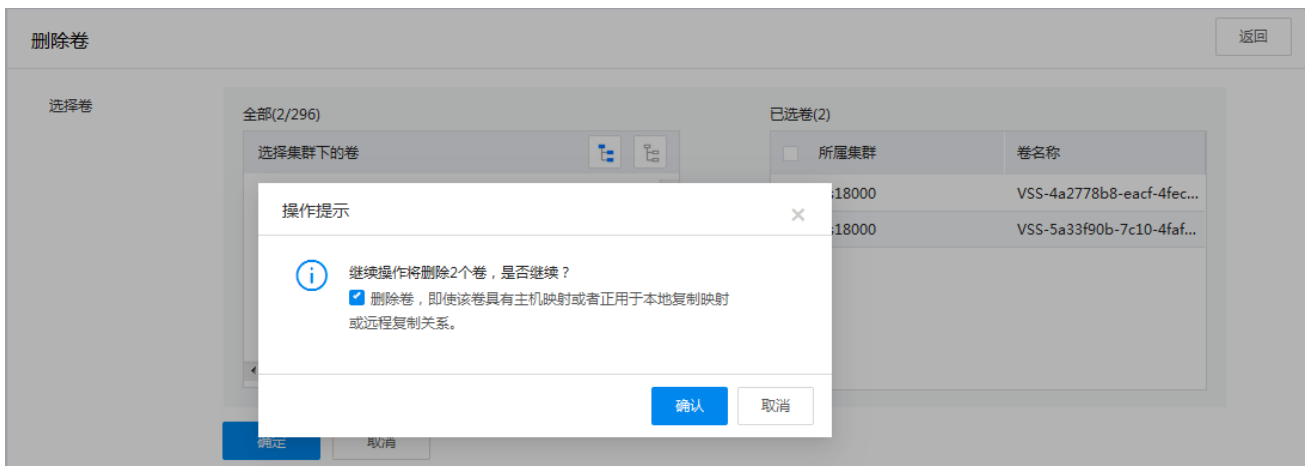 删除卷
返回
选择卷
全部(2/296)
已选卷(2)
选择集群下的卷
所属集群
卷名称
s18000
VSS-4a2778b8-eacf-4fec...
s18000
VSS-5a33f90b-7c10-4faf...
操作提示
继续操作将删除2个卷，是否继续？
删除卷，即使该卷具有主机映射或者正用于本地复制映射
或远程复制关系。
确认
取消
确定
取消